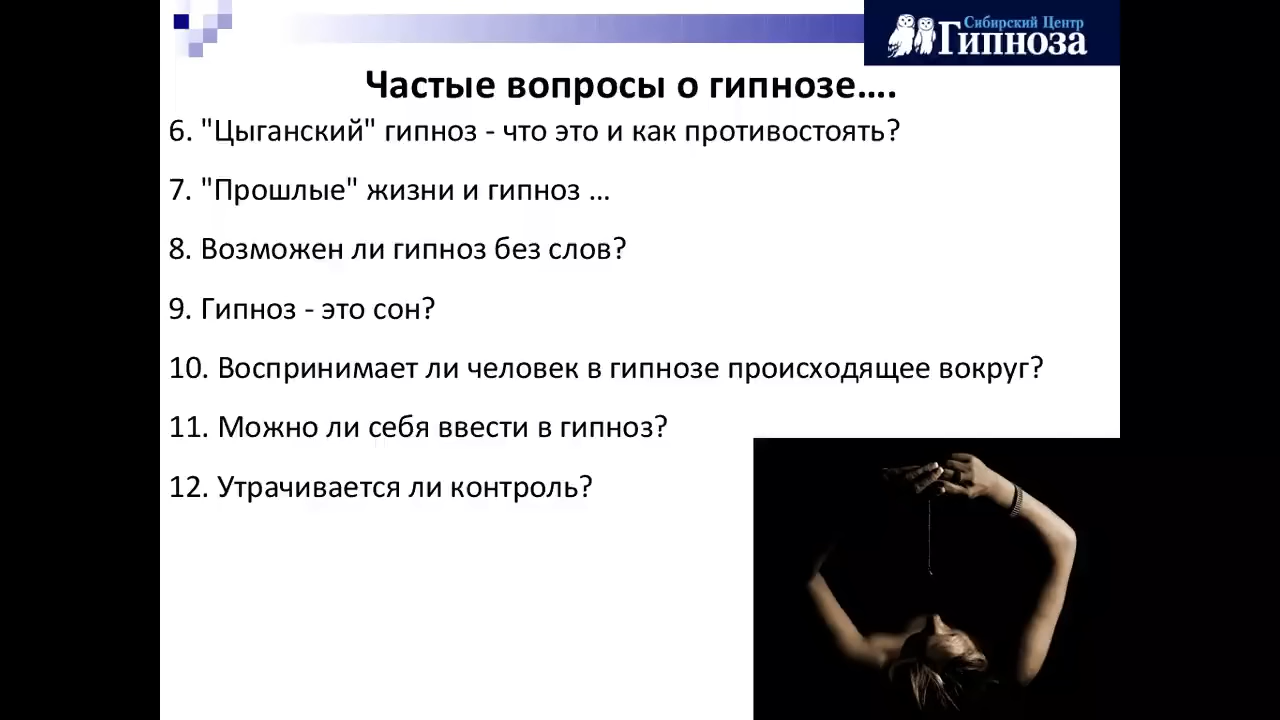 Сибирский Центр
Гипноза
Частые вопросы о гипнозе….
6. "Цыганский" гипноз - что это и как противостоять?
7. "Прошлые" жизни и гипноз …
8. Возможен ли гипноз без слов?
9. Гипноз - это сон?
10. Воспринимает ли человек в гипнозе происходящее вокруг?
11. Можно ли себя ввести в гипноз?
12. Утрачивается ли контроль?